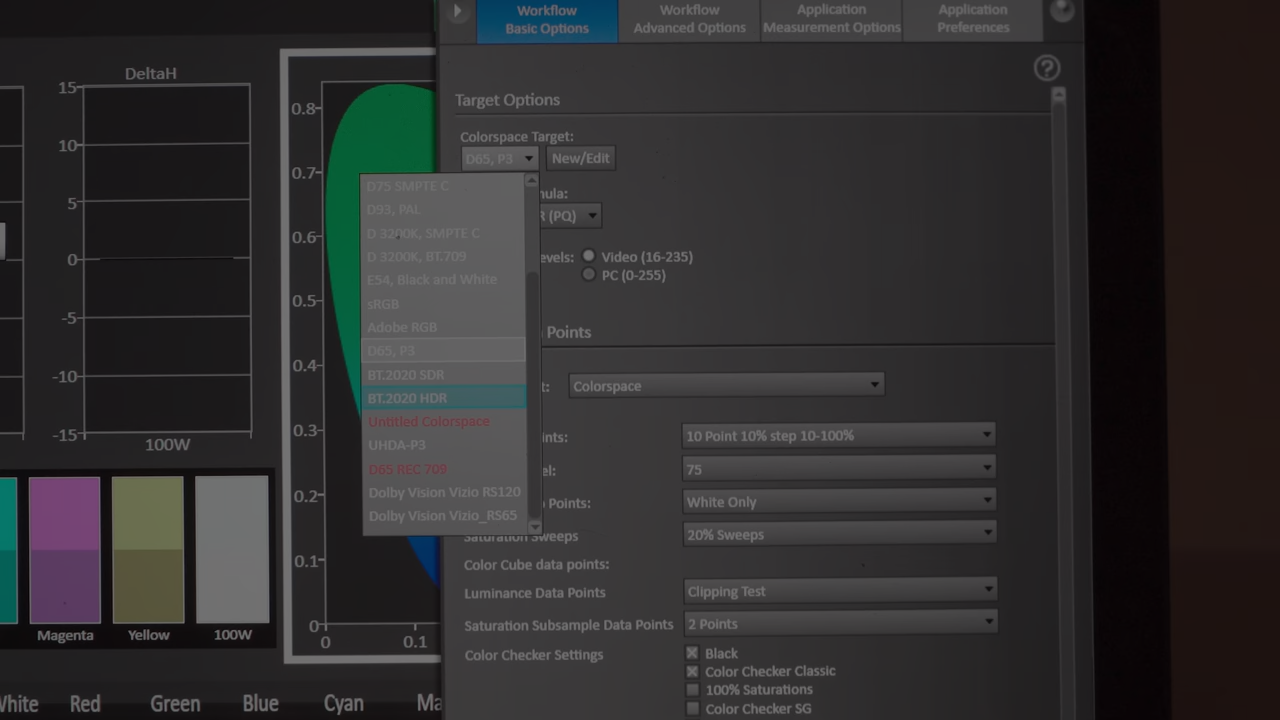 Workflow
Basic Options
Workflow
Advanced Options
Application
Measurement Options
Application
Preferences
?
Target Options
Colorspace Target:
D65, P3
New/Edit
D75 SMPTE C
D93, PAL
D 3200K, SMPTE C
D 3200K, BT.709
E54, Black and White
sRGB
Adobe RGB
D65, P3
BT.2020 SDR
BT.2020 HDR
Untitled Colorspace
UHDA-P3
D65 REC 709
Dolby Vision Vizio RS120
Dolby Vision Vizio_RS65
R (PQ)
Video (16-235)
PC (0-255)
Points
Colorspace
10 Point 10% step 10-100%
75
Points:
White Only
Saturation Sweeps
20% Sweeps
Color Cube data points:
Luminance Data Points
Clipping Test
Saturation Subsample Data Points
2 Points
Color Checker Settings
Black
Color Checker Classic
100% Saturations
Color Checker SG
DeltaH
15
10
5
0
-5
-10
-15
100W
0.8
0.7
0.6
0.5
0.4
0.3
0.2
0.1
0
0
0.1
Magenta
Yellow
100W
Red
Green
Blue
Cyan